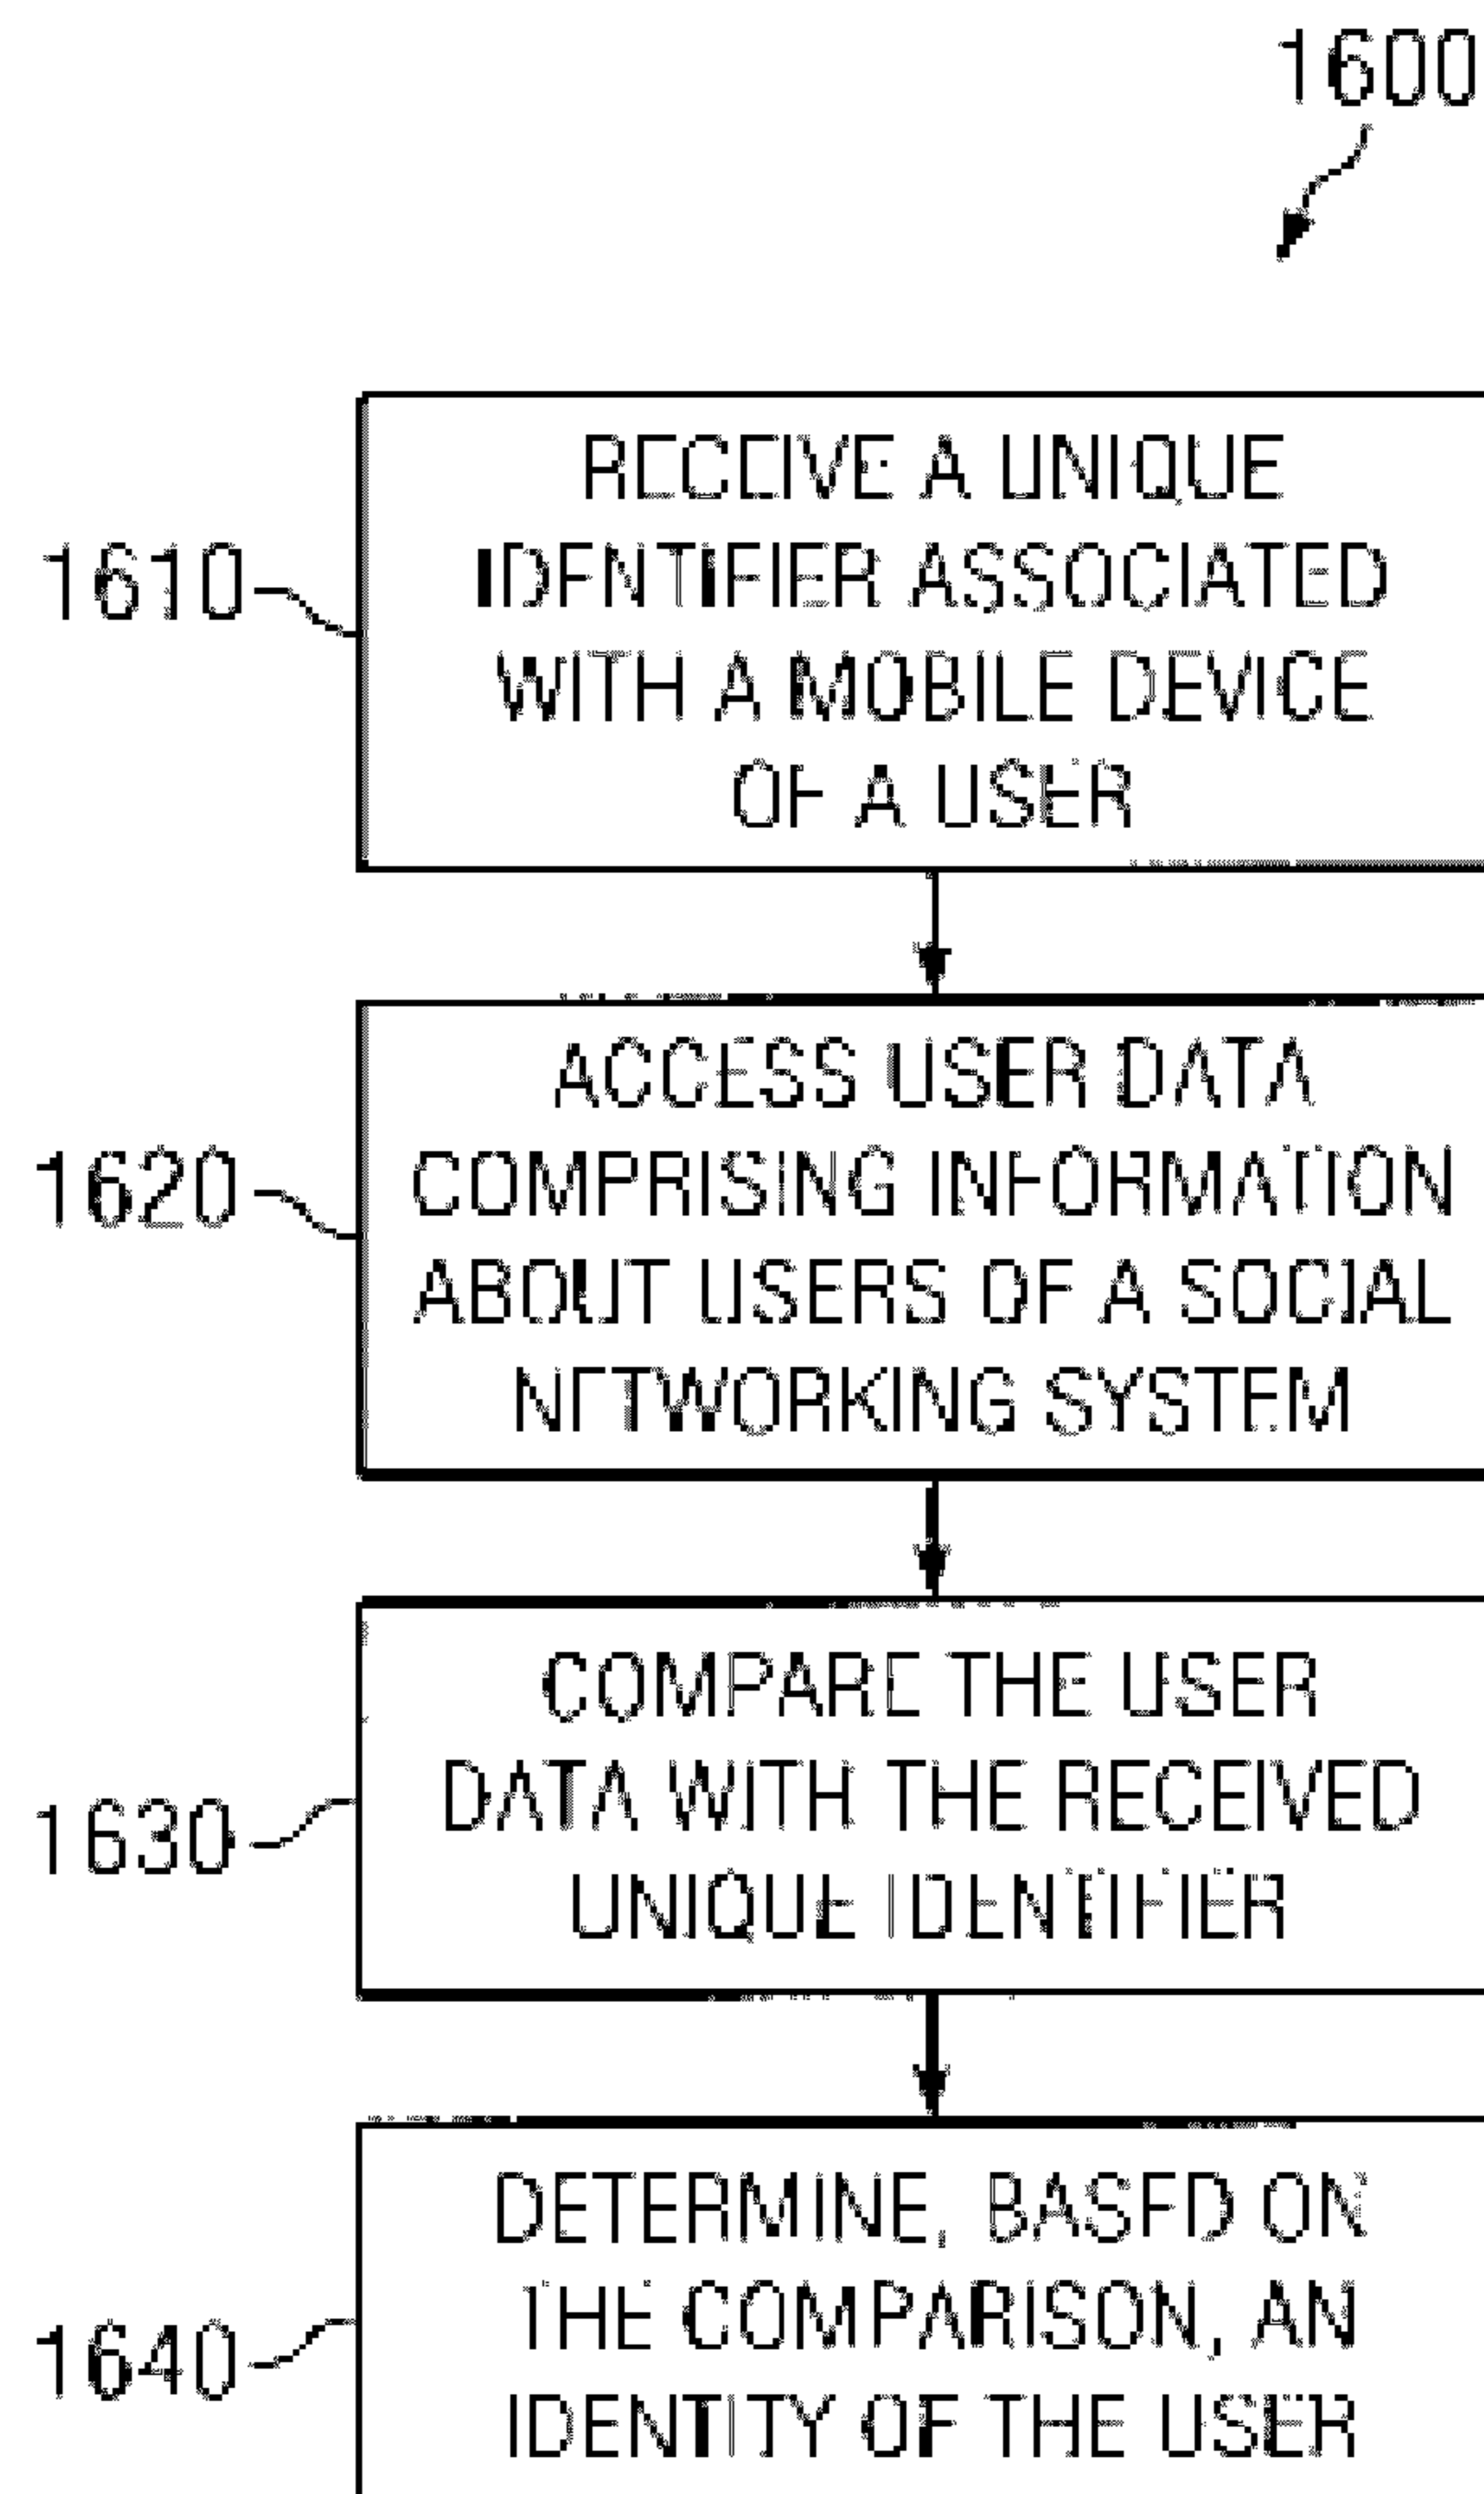 1600
RECEIVE A UNIQUE
1610
IDENTIFIER ASSOCIATED
WITH A MOBILE DEVICE
OF A USER
ACCESS USER DATA
1620
COMPRISING INFORMATION
ABOUT USERS OF A SOCIAL
NETWORKING SYSTEM
COMPARE THE USER
1630
DATA WITH THE RECEIVED
UNIQUE IDENTIFIER
DETERMINE, BASED ON
1640
THE COMPARISON, AN
IDENTITY OF THE USER